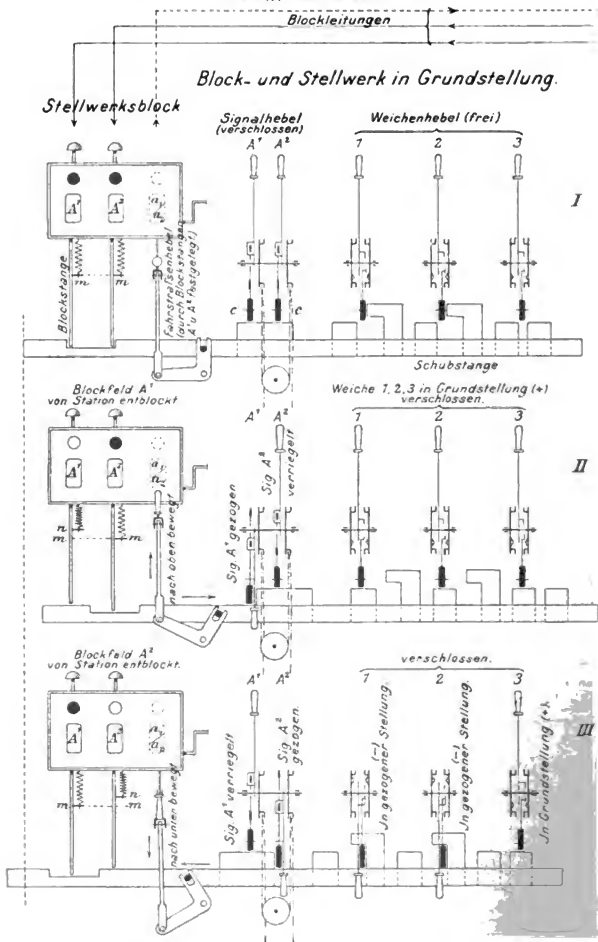 Blockleitungen
Block- und Stellwerk in Grundstellung.
Stellwerksblock
Signalhebel
(verschlossen)
A¹ A²
Weichenhebel (frei)
1 2 3
I
A¹ A²
Blockstange
m m
Fahrstraßenhebel
(durch Blockstangen
A¹ u A² festgelegt)
c c
Schubstange
Blockfeld A¹
von Station entblockt
A¹ A²
Weiche 1, 2, 3 in Grundstellung (+)
verschlossen.
1 2 3
II
A¹ A²
n
m m
nach oben bewegt
Sig. A¹ gezogen
Sig A²
verriegelt
Blockfeld A²
von Station entblockt.
A¹ A²
verschlossen.
1 2 3
III
A¹ A²
m n
m
nach unten bewegt
Sig. A¹ verriegelt
Sig A²
gezogen.
(-)
Jn gezogener Stellung.
(-)
Jn gezogener Stellung
Jn Grundstellung (+).